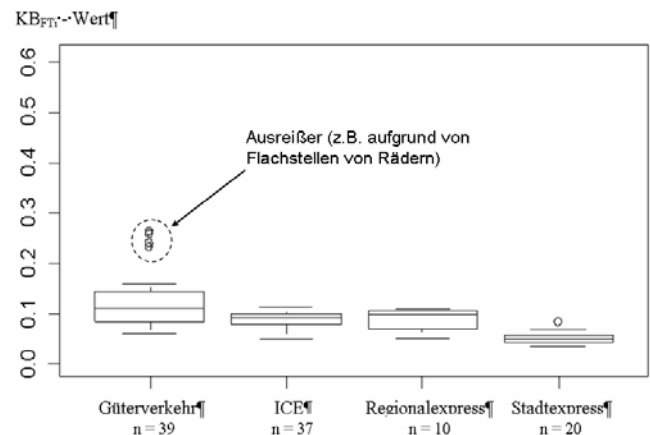 KB_FTi·-·Wert¶
0.6
0.5
0.4
0.3
0.2
0.1
0.0
Ausreißer (z.B. aufgrund von
Flachstellen von Rädern)
Güterverkehr¶ ICE¶ Regionalexpress¶ Stadtexpress¶
n = 39 n = 37 n = 10 n = 20